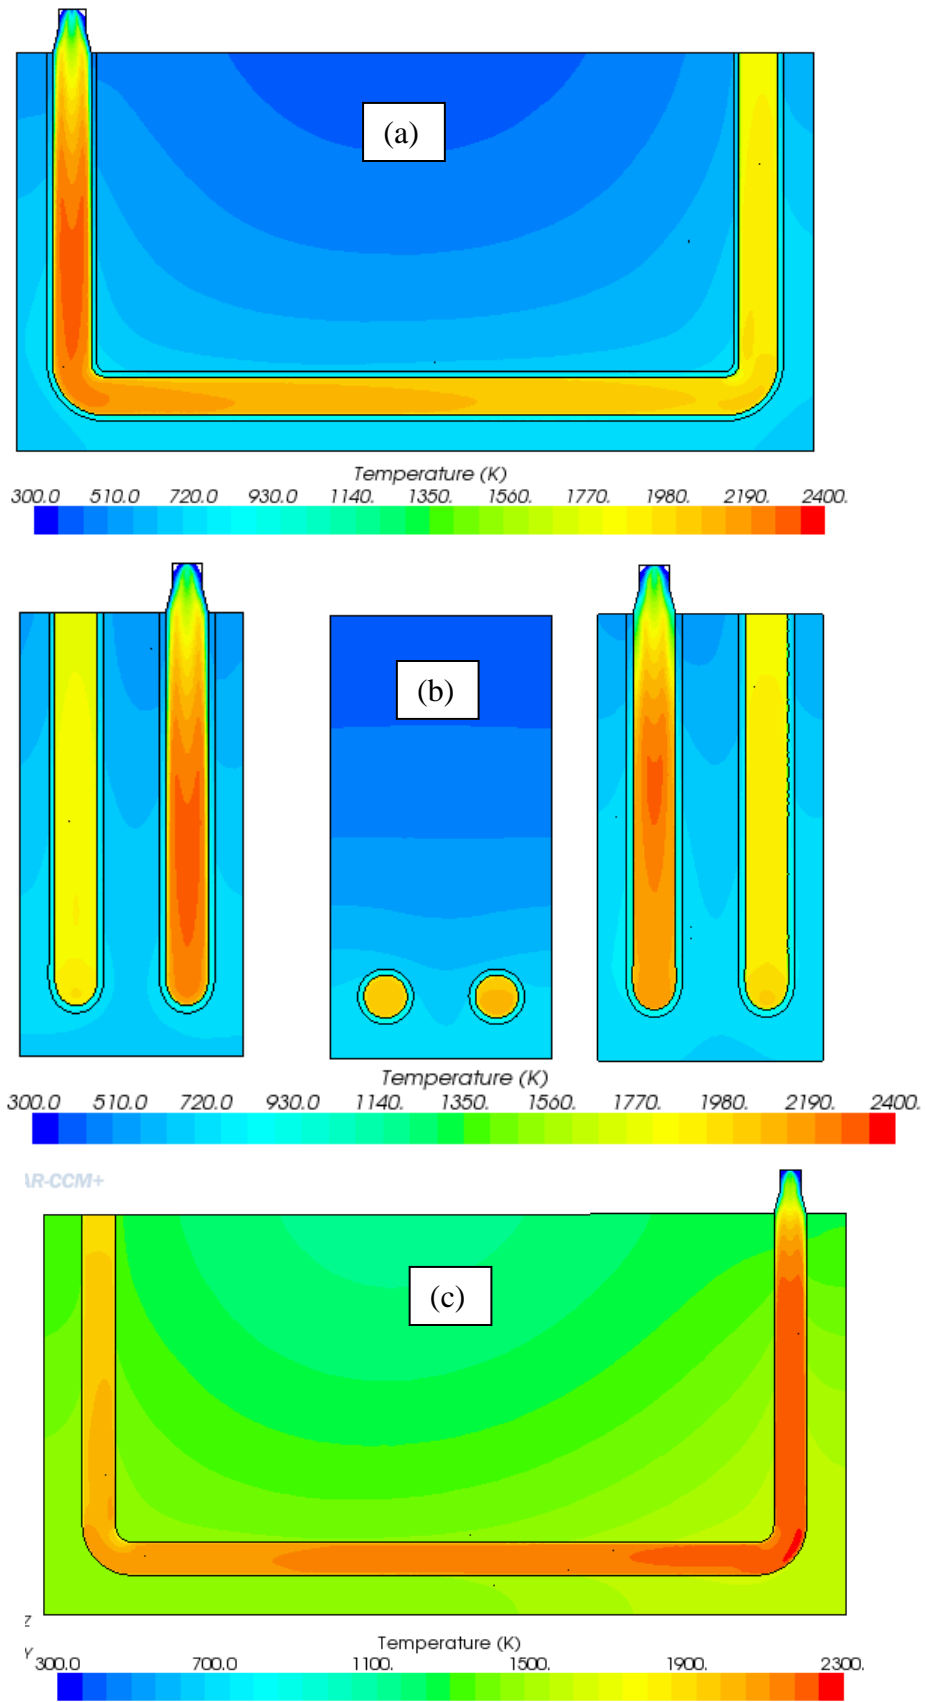 (a)
Temperature (K)
300.0 510.0 720.0 930.0 1140. 1350. 1560. 1770. 1980. 2190. 2400.
(b)
Temperature (K)
300.0 510.0 720.0 930.0 1140. 1350. 1560. 1770. 1980. 2190. 2400.
AR-CCM+
(c)
Z
Y
Temperature (K)
300.0 700.0 1100. 1500. 1900. 2300.